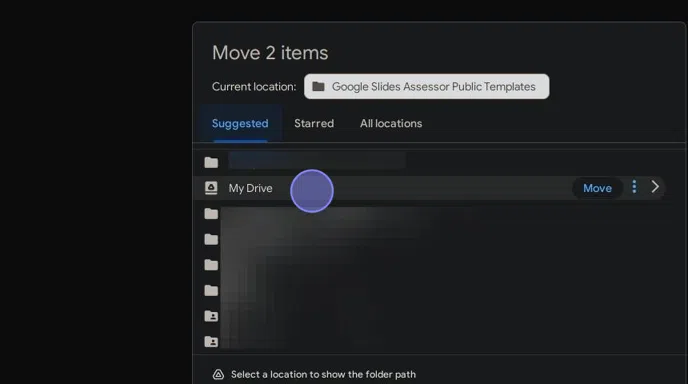 Move 2 items
Current location: Google Slides Assessor Public Templates
Suggested Starred All locations
My Drive Move
Select a location to show the folder path